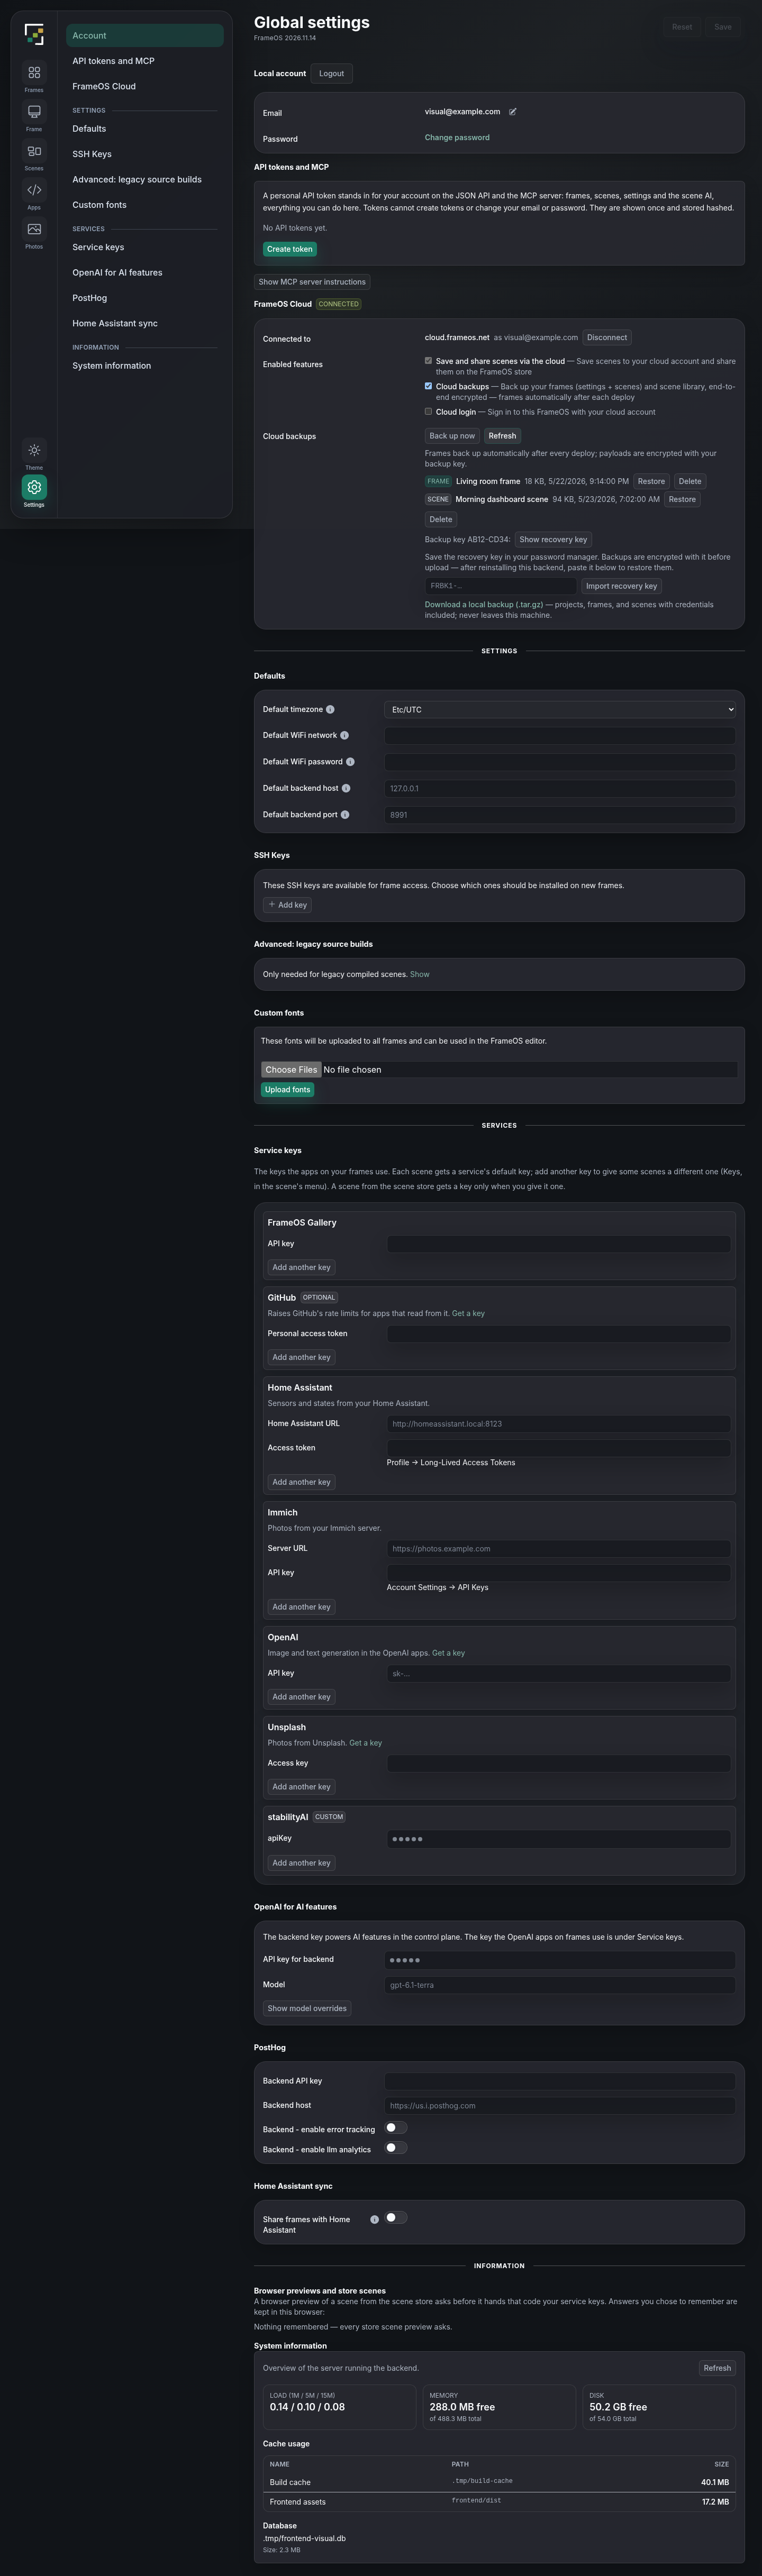 Frames
Frame
Scenes
Apps
Photos
Theme
Settings
Account
API tokens and MCP
FrameOS Cloud
SETTINGS
Defaults
SSH Keys
Advanced: legacy source builds
Custom fonts
SERVICES
Service keys
OpenAI for AI features
PostHog
Home Assistant sync
INFORMATION
System information
Global settings
FrameOS 2026.11.14
Reset
Save
Local account
Logout
Email
visual@example.com
Password
Change password
API tokens and MCP
A personal API token stands in for your account on the JSON API and the MCP server: frames, scenes, settings and the scene AI,
everything you can do here. Tokens cannot create tokens or change your email or password. They are shown once and stored hashed.
No API tokens yet.
Create token
Show MCP server instructions
FrameOS Cloud CONNECTED
Connected to
cloud.frameos.net as visual@example.com Disconnect
Enabled features
Save and share scenes via the cloud — Save scenes to your cloud account and share
them on the FrameOS store
Cloud backups — Back up your frames (settings + scenes) and scene library, end-to-
end encrypted — frames automatically after each deploy
Cloud login — Sign in to this FrameOS with your cloud account
Cloud backups
Back up now
Refresh
Frames back up automatically after every deploy; payloads are encrypted with your
backup key.
FRAME Living room frame 18 KB, 5/22/2026, 9:14:00 PM Restore Delete
SCENE Morning dashboard scene 94 KB, 5/23/2026, 7:02:00 AM Restore
Delete
Backup key AB12-CD34: Show recovery key
Save the recovery key in your password manager. Backups are encrypted with it before
upload — after reinstalling this backend, paste it below to restore them.
FRBK1-…
Import recovery key
Download a local backup (.tar.gz) — projects, frames, and scenes with credentials
included; never leaves this machine.
SETTINGS
Defaults
Default timezone
Etc/UTC
Default WiFi network
Default WiFi password
Default backend host
127.0.0.1
Default backend port
8991
SSH Keys
These SSH keys are available for frame access. Choose which ones should be installed on new frames.
Add key
Advanced: legacy source builds
Only needed for legacy compiled scenes. Show
Custom fonts
These fonts will be uploaded to all frames and can be used in the FrameOS editor.
Choose Files No file chosen
Upload fonts
SERVICES
Service keys
The keys the apps on your frames use. Each scene gets a service's default key; add another key to give some scenes a different one (Keys,
in the scene's menu). A scene from the scene store gets a key only when you give it one.
FrameOS Gallery
API key
Add another key
GitHub OPTIONAL
Raises GitHub's rate limits for apps that read from it. Get a key
Personal access token
Add another key
Home Assistant
Sensors and states from your Home Assistant.
Home Assistant URL
http://homeassistant.local:8123
Access token
Profile → Long-Lived Access Tokens
Add another key
Immich
Photos from your Immich server.
Server URL
https://photos.example.com
API key
Account Settings → API Keys
Add another key
OpenAI
Image and text generation in the OpenAI apps. Get a key
API key
sk-...
Add another key
Unsplash
Photos from Unsplash. Get a key
Access key
Add another key
stabilityAI CUSTOM
apiKey
Add another key
OpenAI for AI features
The backend key powers AI features in the control plane. The key the OpenAI apps on frames use is under Service keys.
API key for backend
Model
gpt-6.1-terra
Show model overrides
PostHog
Backend API key
Backend host
https://us.i.posthog.com
Backend - enable error tracking
Backend - enable llm analytics
Home Assistant sync
Share frames with Home
Assistant
INFORMATION
Browser previews and store scenes
A browser preview of a scene from the scene store asks before it hands that code your service keys. Answers you chose to remember are
kept in this browser:
Nothing remembered — every store scene preview asks.
System information
Overview of the server running the backend.
Refresh
LOAD (1M / 5M / 15M)
0.14 / 0.10 / 0.08
MEMORY
288.0 MB free
of 488.3 MB total
DISK
50.2 GB free
of 54.0 GB total
Cache usage
NAME PATH SIZE
Build cache .tmp/build-cache 40.1 MB
Frontend assets frontend/dist 17.2 MB
Database
.tmp/frontend-visual.db
Size: 2.3 MB